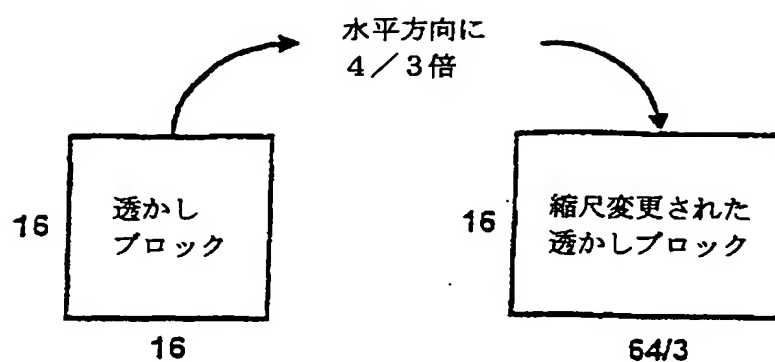 水平方向に
4/3倍
16
透かし
ブロック
16
16
縮尺変更された
透かしブロック
64/3